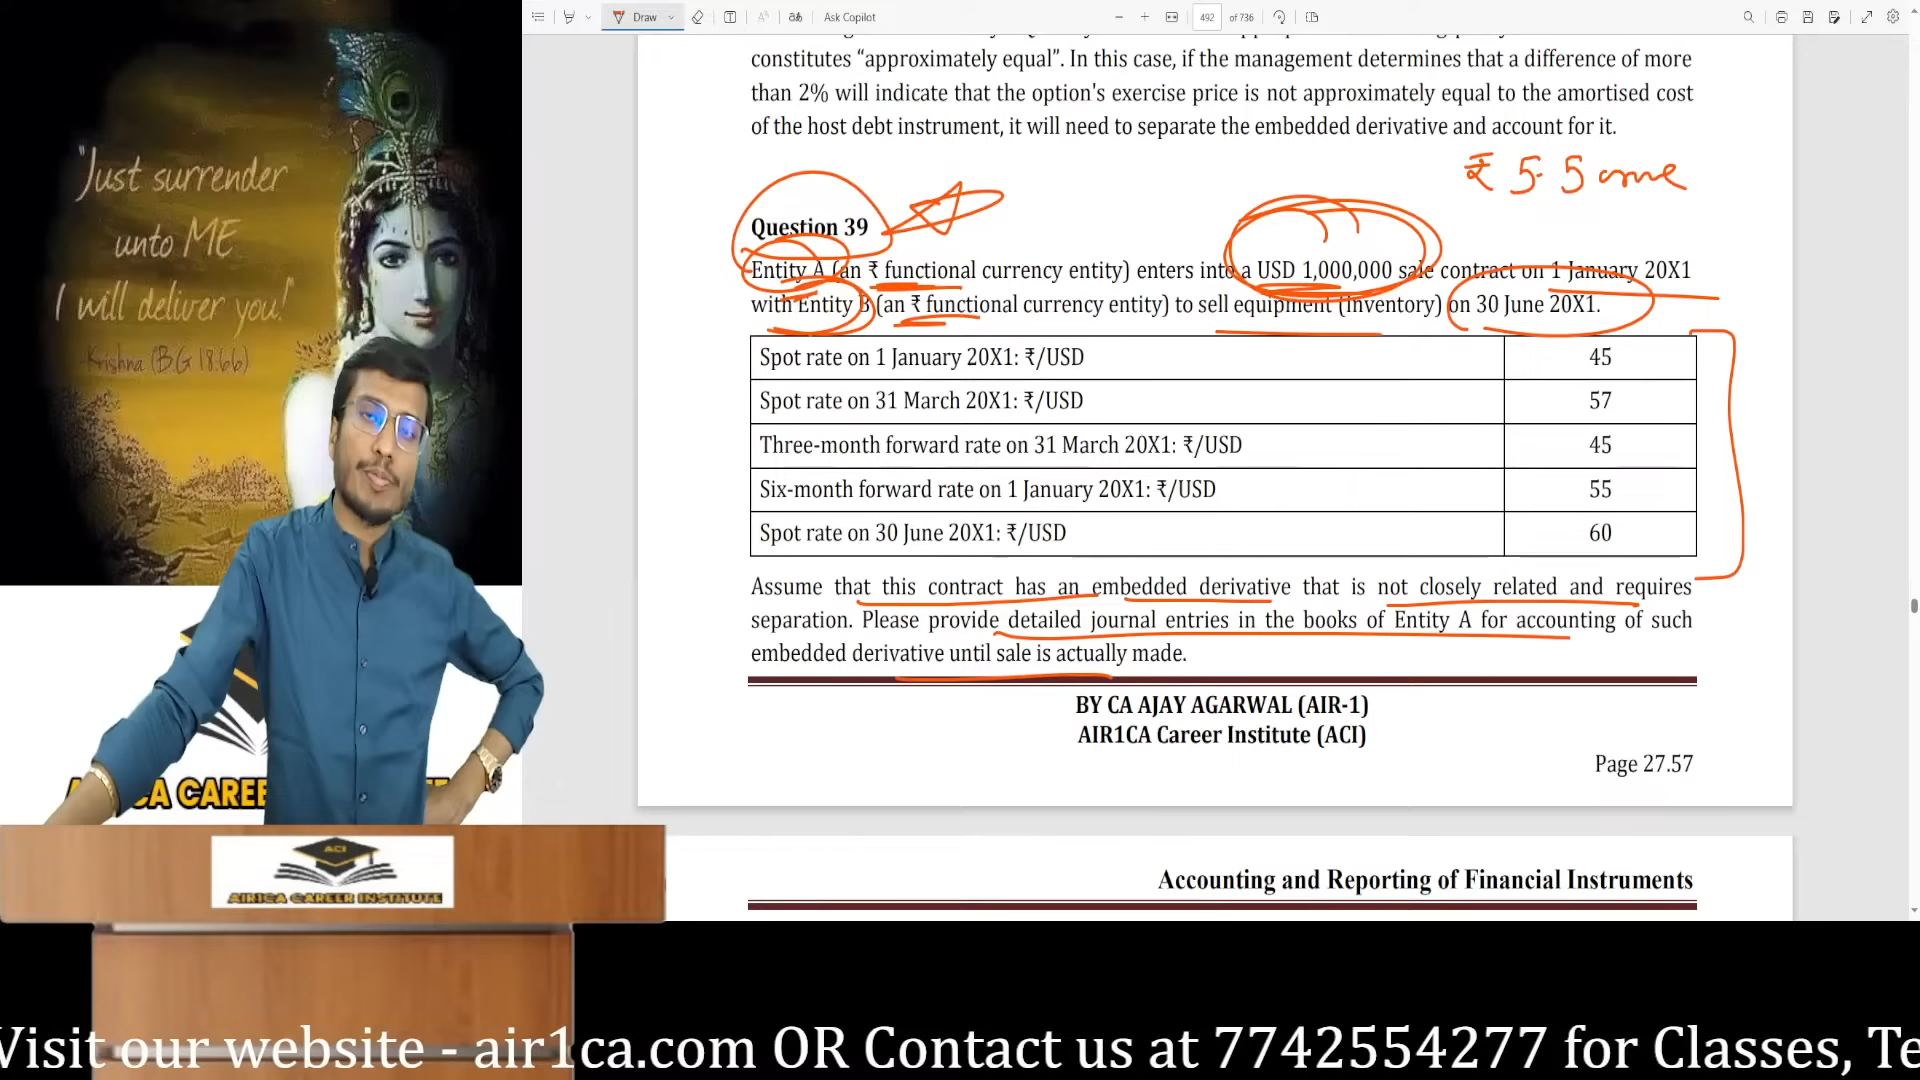 Draw
Ask Copilot
492 of 736
constitutes “approximately equal”. In this case, if the management determines that a difference of more
than 2% will indicate that the option's exercise price is not approximately equal to the amortised cost
of the host debt instrument, it will need to separate the embedded derivative and account for it.
₹ 5.5 crore
Question 39
Entity A (an ₹ functional currency entity) enters into a USD 1,000,000 sale contract on 1 January 20X1
with Entity B (an ₹ functional currency entity) to sell equipment (inventory) on 30 June 20X1.
Spot rate on 1 January 20X1: ₹/USD 45
Spot rate on 31 March 20X1: ₹/USD 57
Three-month forward rate on 31 March 20X1: ₹/USD 45
Six-month forward rate on 1 January 20X1: ₹/USD 55
Spot rate on 30 June 20X1: ₹/USD 60
Assume that this contract has an embedded derivative that is not closely related and requires
separation. Please provide detailed journal entries in the books of Entity A for accounting of such
embedded derivative until sale is actually made.
BY CA AJAY AGARWAL (AIR-1)
AIR1CA Career Institute (ACI)
Page 27.57
Accounting and Reporting of Financial Instruments
"Just surrender
unto ME
I will deliver you!"
-Krishna (B.G 18:66)
CA CAREE
ACI
AIR1CA CAREER INSTITUTE
Visit our website - air1ca.com OR Contact us at 7742554277 for Classes, Te